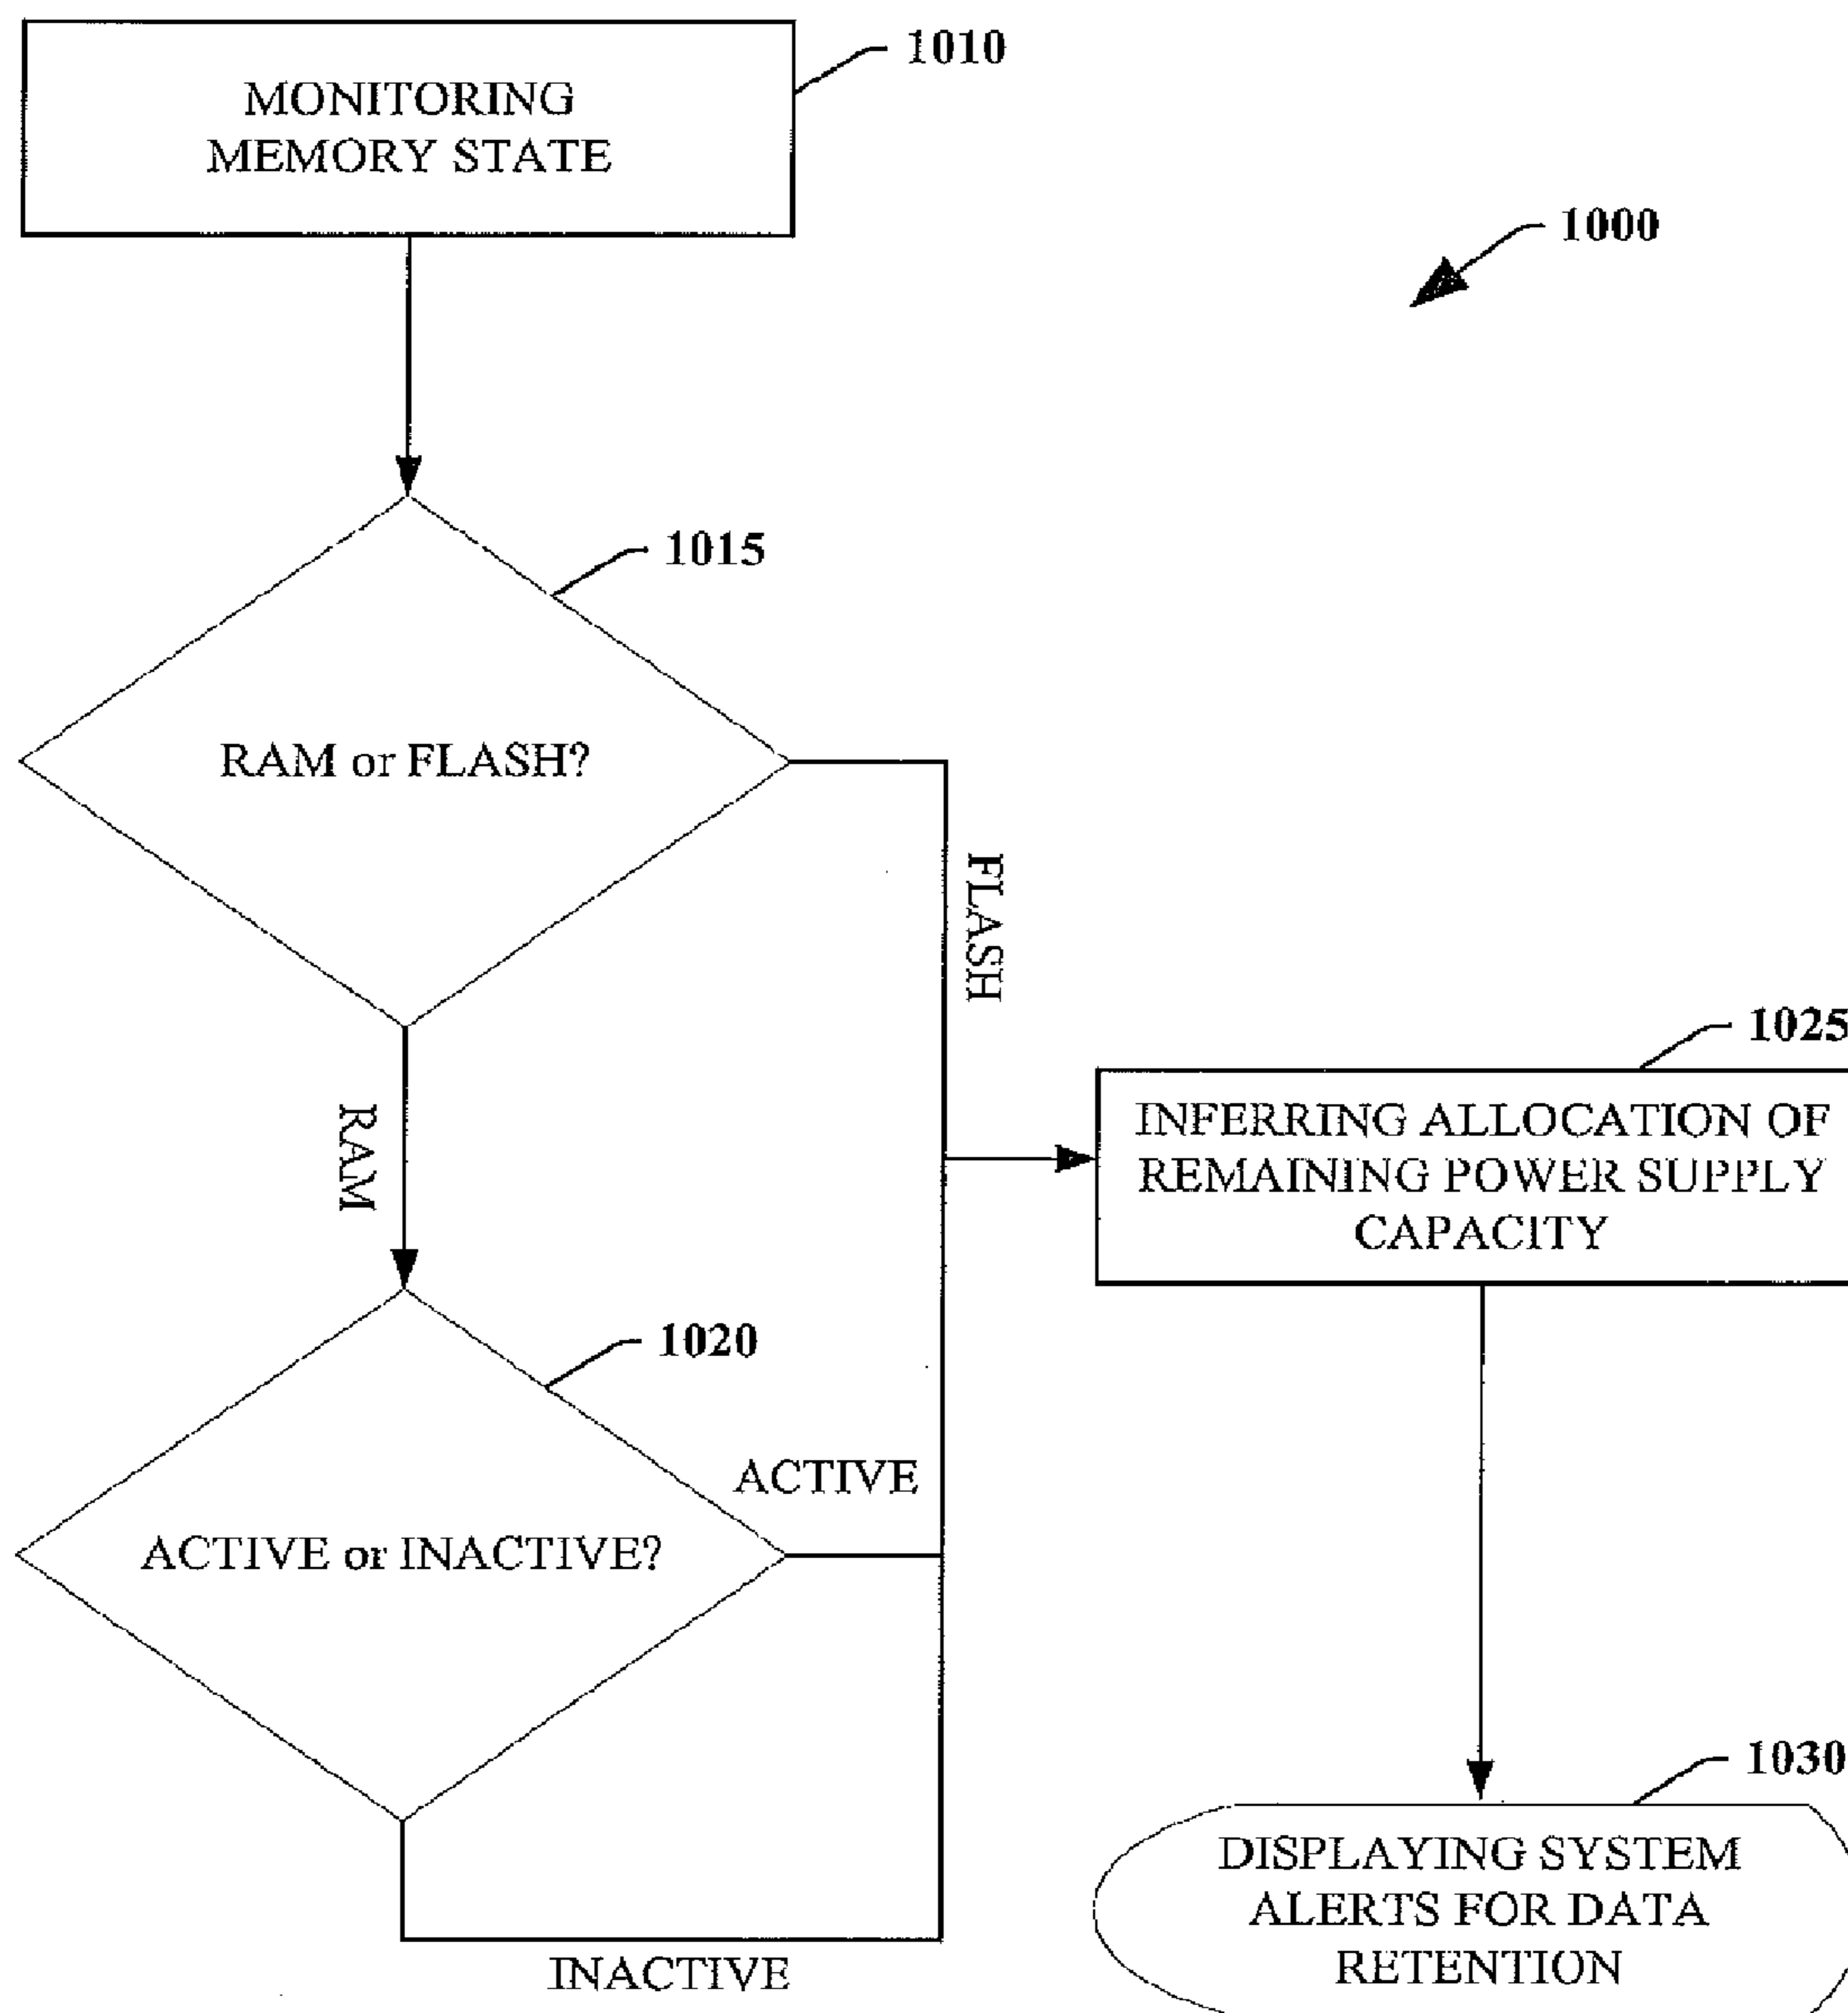 1010
MONITORING
MEMORY STATE
1000
1015
RAM or FLASH?
FLASH
RAM
1020
ACTIVE or INACTIVE?
ACTIVE
INACTIVE
1025
INFERRING ALLOCATION OF
REMAINING POWER SUPPLY
CAPACITY
1030
DISPLAYING SYSTEM
ALERTS FOR DATA
RETENTION